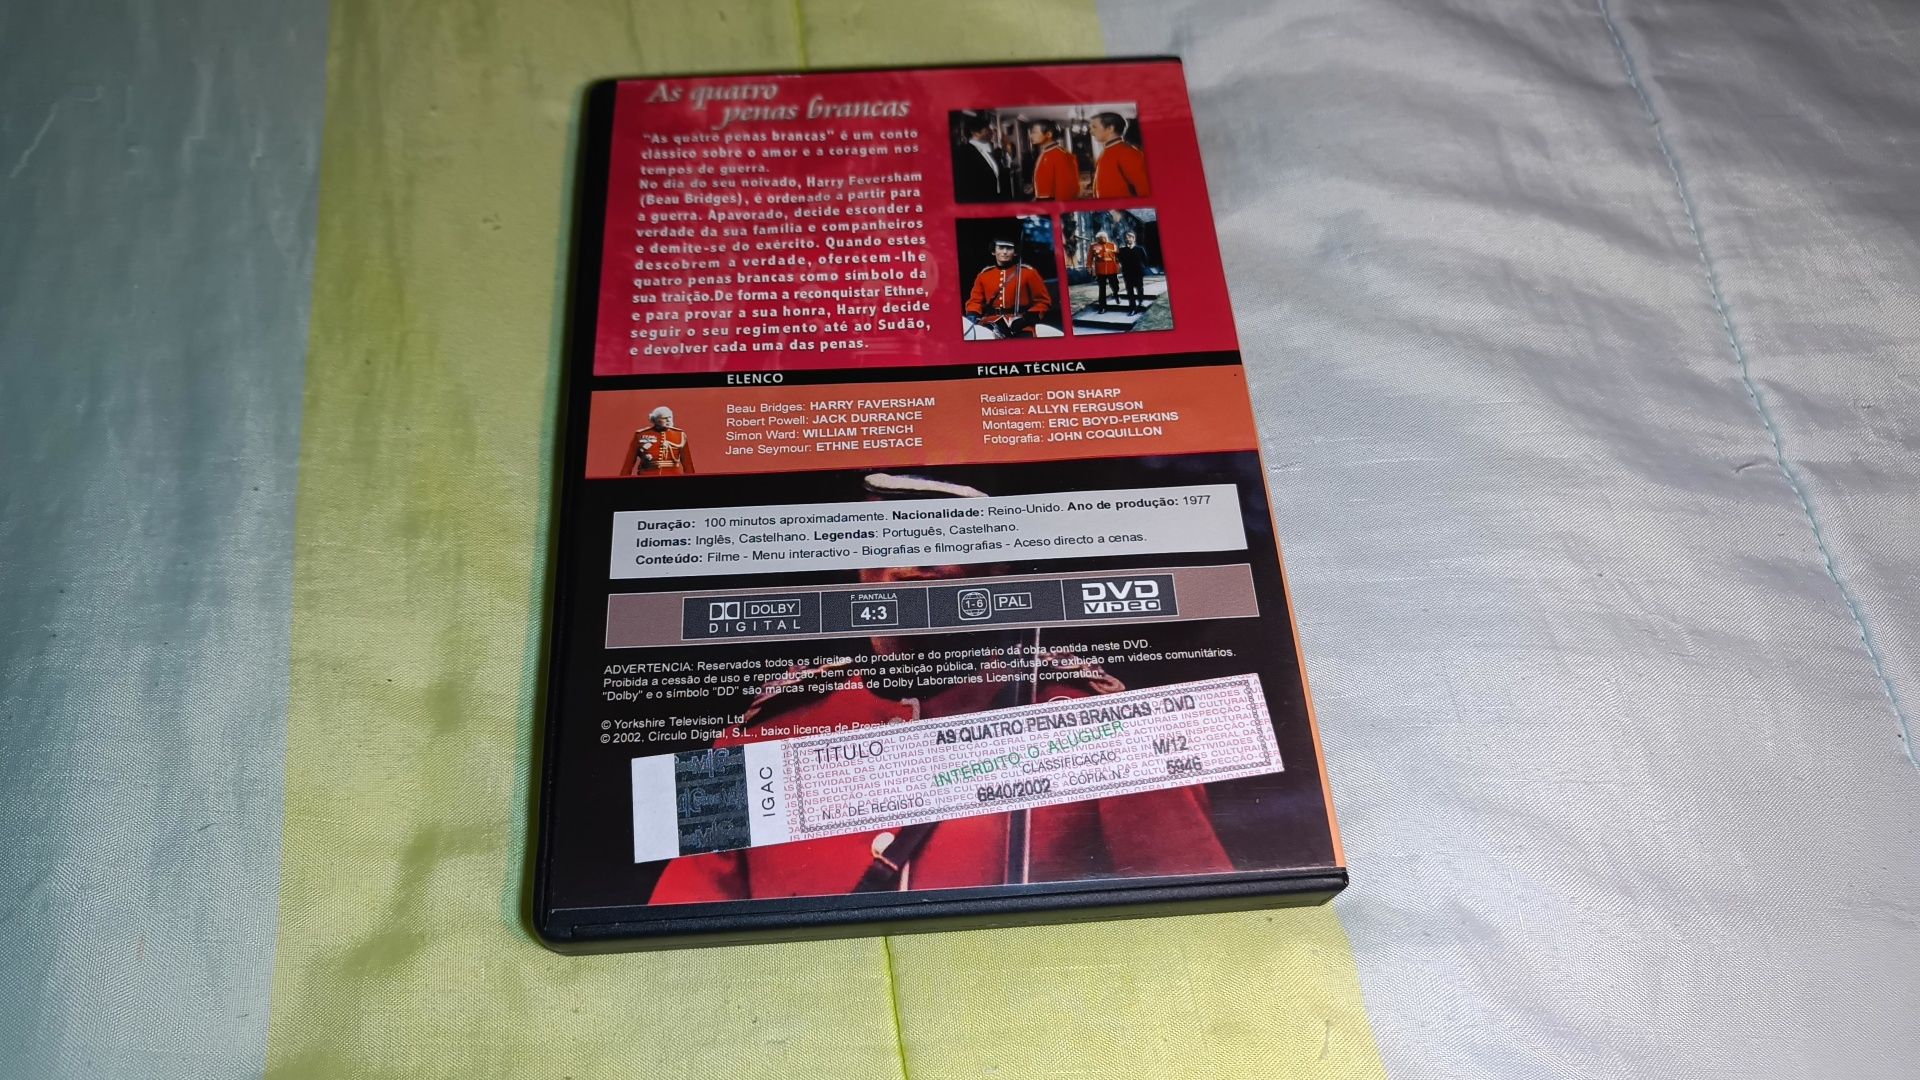 As quatro
penas brancas
"As quatro penas brancas" é um conto
clássico sobre o amor e a coragem nos
tempos de guerra.
No dia do seu noivado, Harry Feversham
(Beau Bridges), é ordenado a partir para
a guerra. Apavorado, decide esconder a
verdade da sua família e companheiros
e demite-se do exército. Quando estes
descobrem a verdade, oferecem-lhe
quatro penas brancas como símbolo da
sua traição.De forma a reconquistar Ethne,
e para provar a sua honra, Harry decide
seguir o seu regimento até ao Sudão,
e devolver cada uma das penas.
ELENCO
Beau Bridges: HARRY FAVERSHAM
Robert Powell: JACK DURRANCE
Simon Ward: WILLIAM TRENCH
Jane Seymour: ETHNE EUSTACE
FICHA TÉCNICA
Realizador: DON SHARP
Música: ALLYN FERGUSON
Montagem: ERIC BOYD-PERKINS
Fotografia: JOHN COQUILLON
Duração: 100 minutos aproximadamente. Nacionalidade: Reino-Unido. Ano de produção: 1977
Idiomas: Inglês, Castelhano. Legendas: Português, Castelhano.
Conteúdo: Filme - Menu interactivo - Biografias e filmografias - Aceso directo a cenas.
DOLBY
DIGITAL
F. PANTALLA
4:3
1-6
PAL
DVD
VIDEO
ADVERTENCIA: Reservados todos os direitos do produtor e do proprietário da obra contida neste DVD.
Proibida a cessão de uso e reprodução, bem como a exibição pública, radio-difusão e exibição em videos comunitários.
"Dolby" e o símbolo "DD" são marcas registadas de Dolby Laboratories Licensing corporation.
© Yorkshire Television Ltd.
© 2002, Círculo Digital, S.L., baixo licença de
IGAC
TÍTULO
AS QUATRO PENAS BRANCAS - DVD
INTERDITO O ALUGUER
CLASSIFICAÇÃO
M/12
N.º DE REGISTO
6840/2002
CÓPIA N.º
5946
INSPECÇÃO-GERAL DAS ACTIVIDADES CULTURAIS